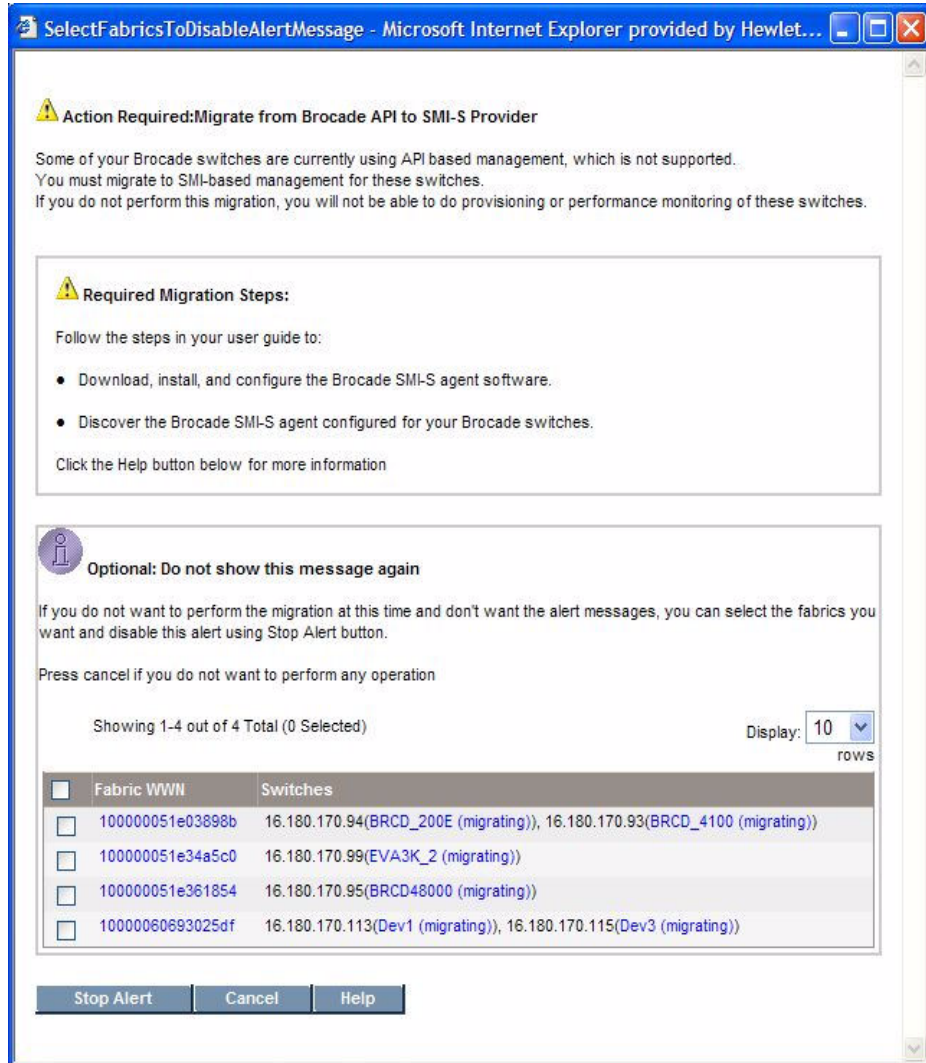 SelectFabricsToDisableAlertMessage - Microsoft Internet Explorer provided by Hewlet...
Action Required:Migrate from Brocade API to SMI-S Provider
Some of your Brocade switches are currently using API based management, which is not supported.
You must migrate to SMI-based management for these switches.
If you do not perform this migration, you will not be able to do provisioning or performance monitoring of these switches.
Required Migration Steps:
Follow the steps in your user guide to:
● Download, install, and configure the Brocade SMI-S agent software.
● Discover the Brocade SMI-S agent configured for your Brocade switches.
Click the Help button below for more information
Optional: Do not show this message again
If you do not want to perform the migration at this time and don't want the alert messages, you can select the fabrics you
want and disable this alert using Stop Alert button.
Press cancel if you do not want to perform any operation
Showing 1-4 out of 4 Total (0 Selected) Display: 10
rows
Fabric WWN Switches
100000051e03898b 16.180.170.94(BRCD_200E (migrating)), 16.180.170.93(BRCD_4100 (migrating))
100000051e34a5c0 16.180.170.99(EVA3K_2 (migrating))
100000051e361854 16.180.170.95(BRCD48000 (migrating))
10000060693025df 16.180.170.113(Dev1 (migrating)), 16.180.170.115(Dev3 (migrating))
Stop Alert Cancel Help